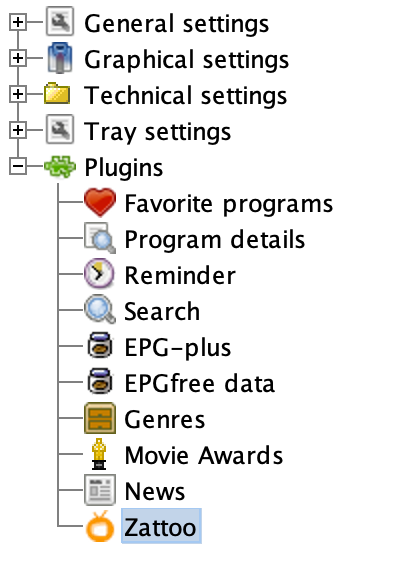 General settings
Graphical settings
Technical settings
Tray settings
Plugins
Favorite programs
Program details
Reminder
Search
EPG-plus
EPGfree data
Genres
Movie Awards
News
Zattoo